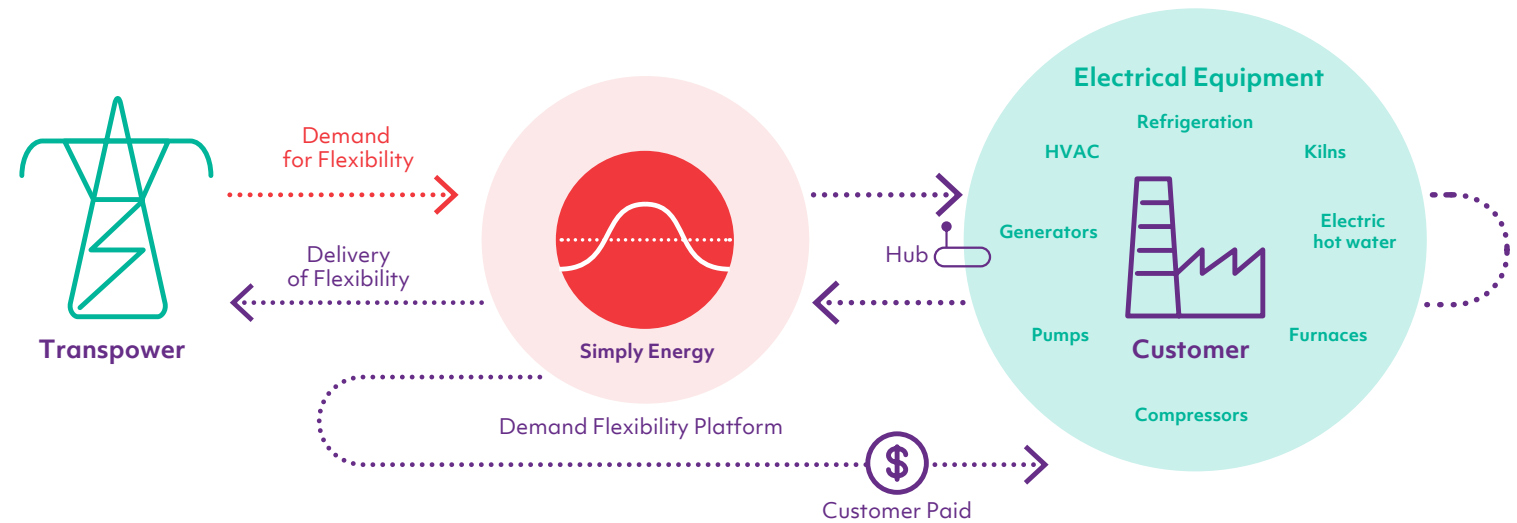 Demand
for Flexibility
Delivery
of Flexibility
Transpower
Simply Energy
Demand Flexibility Platform
$
Customer Paid
Hub
Electrical Equipment
Refrigeration
HVAC
Kilns
Generators
Electric
hot water
Pumps
Customer
Furnaces
Compressors